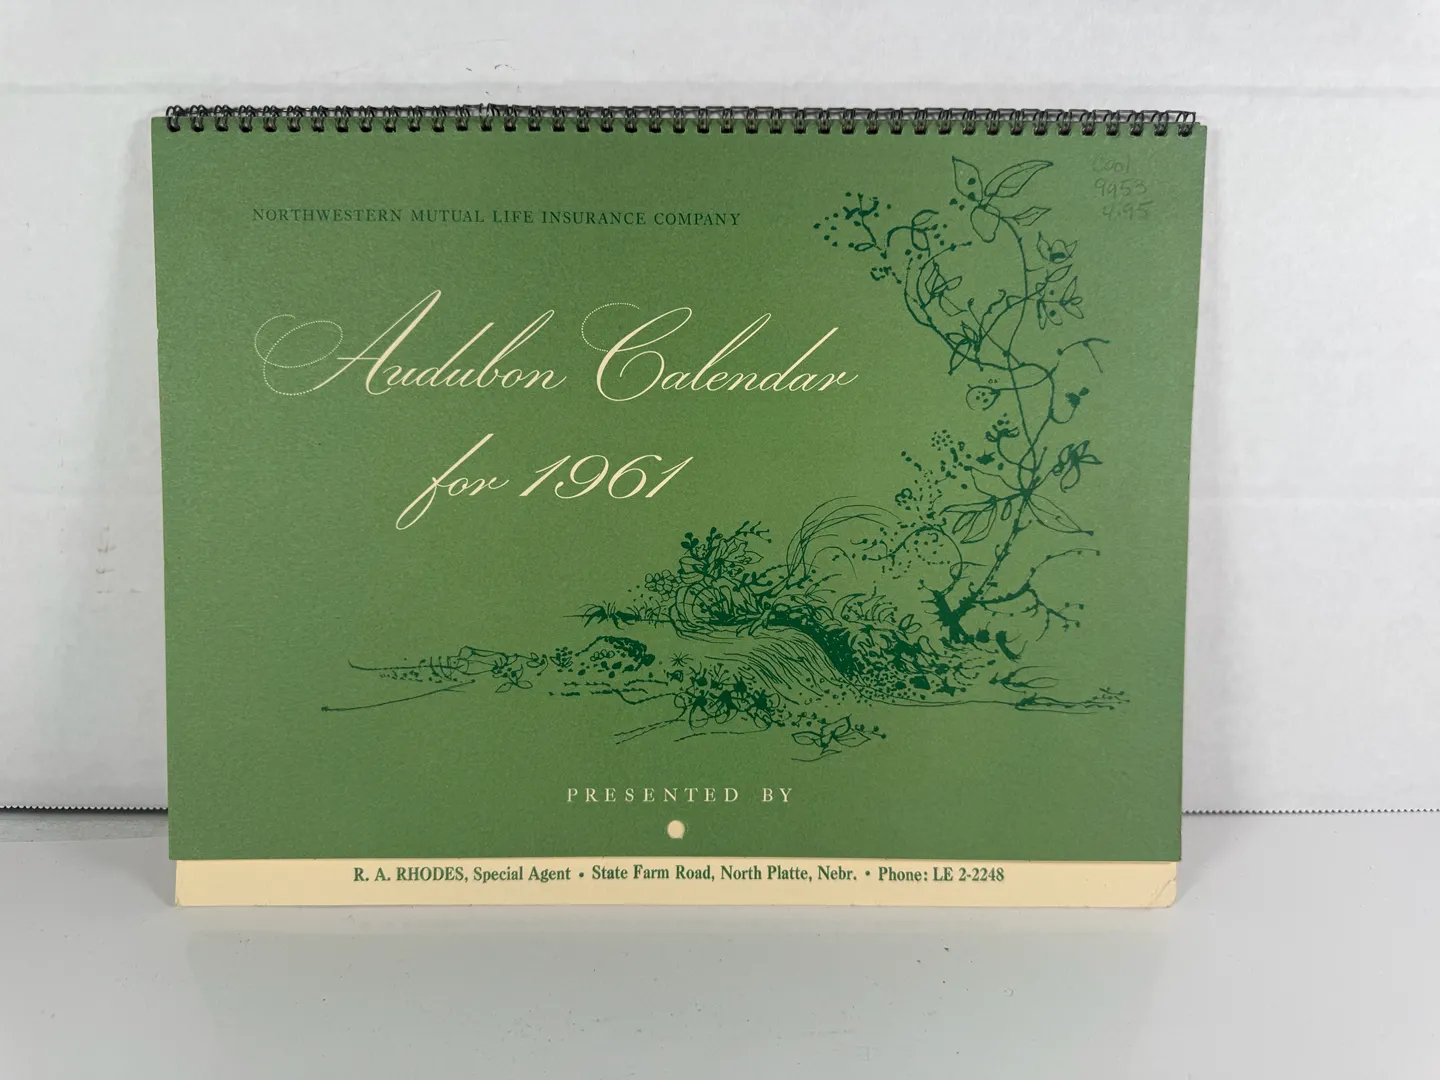 NORTHWESTERN MUTUAL LIFE INSURANCE COMPANY
Cool
9953
4.95
Audubon Calendar
for 1961
PRESENTED BY
R. A. RHODES, Special Agent • State Farm Road, North Platte, Nebr. • Phone: LE 2-2248